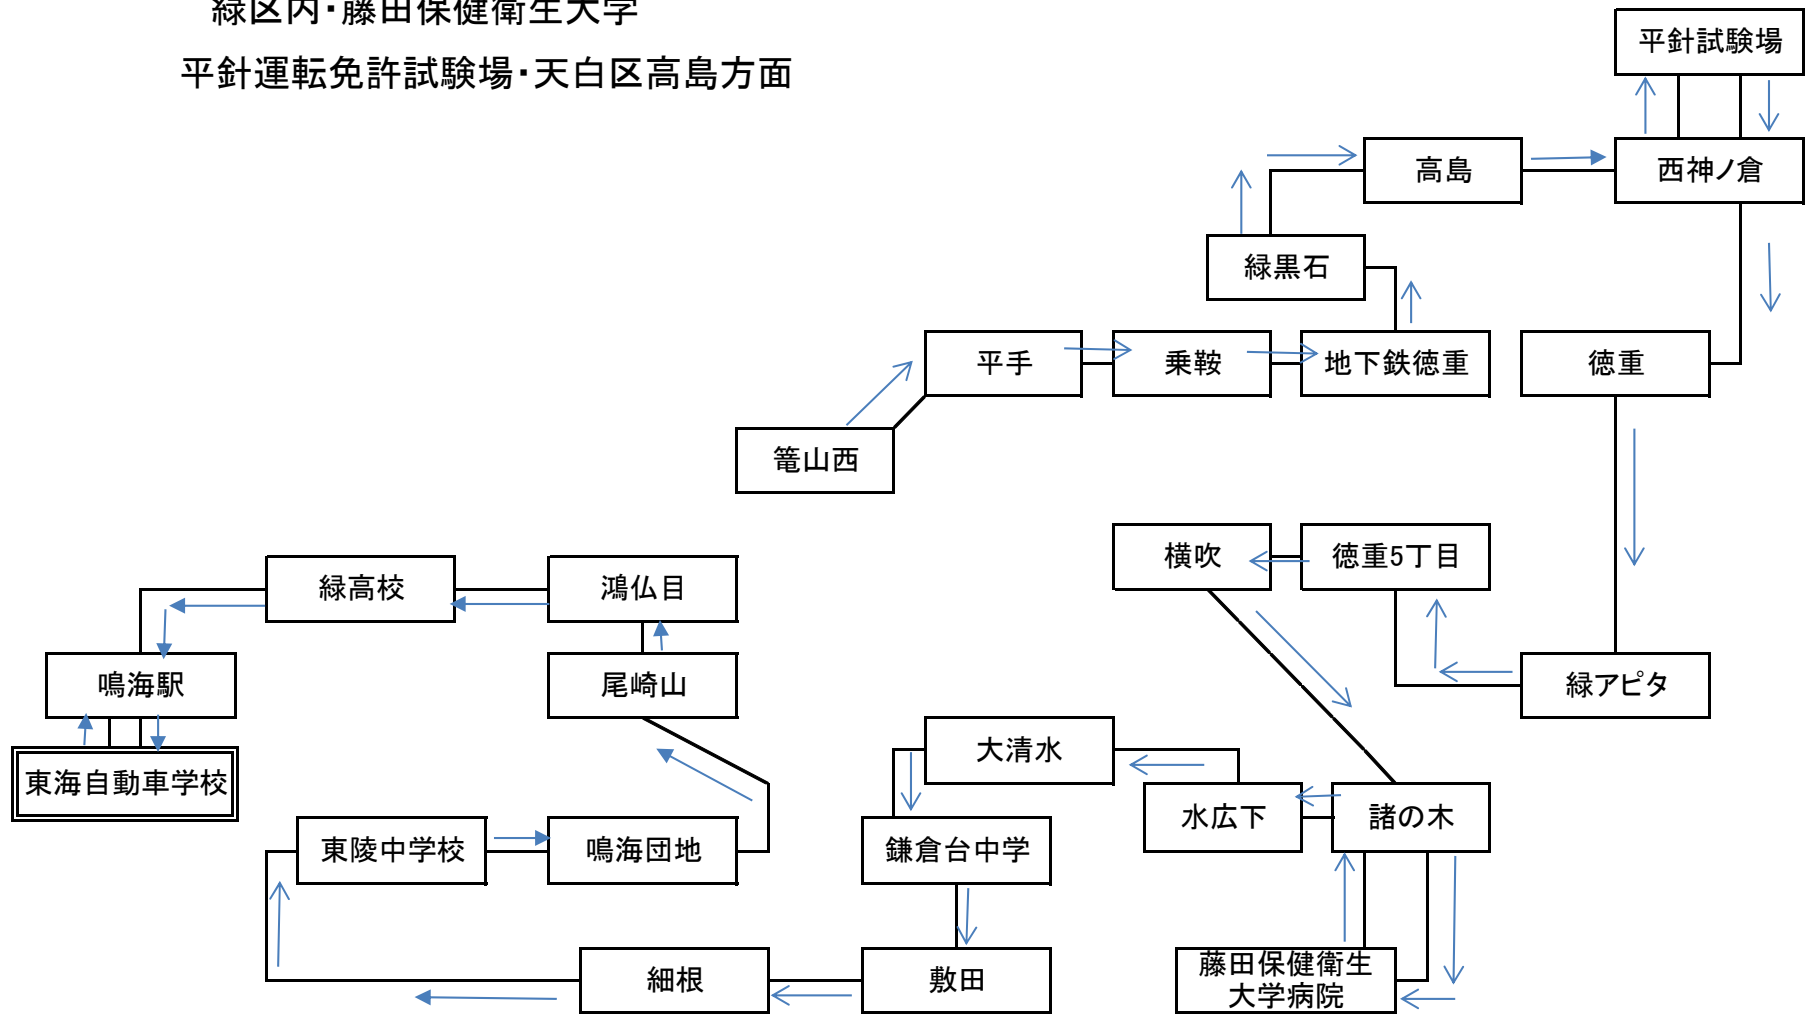 緑区内・藤田保健衛生大学
平針運転免許試験場・天白区高島方面
平針試験場
高島
西神ノ倉
緑黒石
平手
乗鞍
地下鉄徳重
徳重
篭山西
横吹
徳重5丁目
緑高校
鴻仏目
鳴海駅
尾崎山
緑アピタ
大清水
東海自動車学校
水広下
諸の木
東陵中学校
鳴海団地
鎌倉台中学
細根
敷田
藤田保健衛生
大学病院